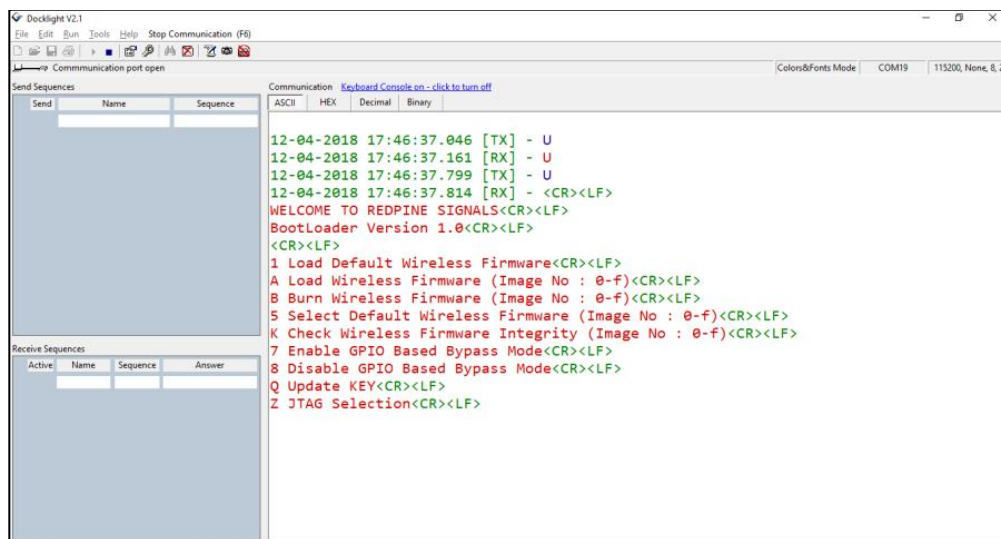 Docklight V2.1
File Edit Run Tools Help Stop Communication (F6)
Commmunication port open
Colors&Fonts Mode COM19 115200, None, 8,
Send Sequences
Send Name Sequence
Communication Keyboard Console on - click to turn off
ASCII HEX Decimal Binary
12-04-2018 17:46:37.046 [TX] - U
12-04-2018 17:46:37.161 [RX] - U
12-04-2018 17:46:37.799 [TX] - U
12-04-2018 17:46:37.814 [RX] - <CR><LF>
WELCOME TO REDPINE SIGNALS<CR><LF>
BootLoader Version 1.0<CR><LF>
<CR><LF>
1 Load Default Wireless Firmware<CR><LF>
A Load Wireless Firmware (Image No : 0-f)<CR><LF>
B Burn Wireless Firmware (Image No : 0-f)<CR><LF>
5 Select Default Wireless Firmware (Image No : 0-f)<CR><LF>
K Check Wireless Firmware Integrity (Image No : 0-f)<CR><LF>
7 Enable GPIO Based Bypass Mode<CR><LF>
8 Disable GPIO Based Bypass Mode<CR><LF>
Q Update KEY<CR><LF>
Z JTAG Selection<CR><LF>
Receive Sequences
Active Name Sequence Answer